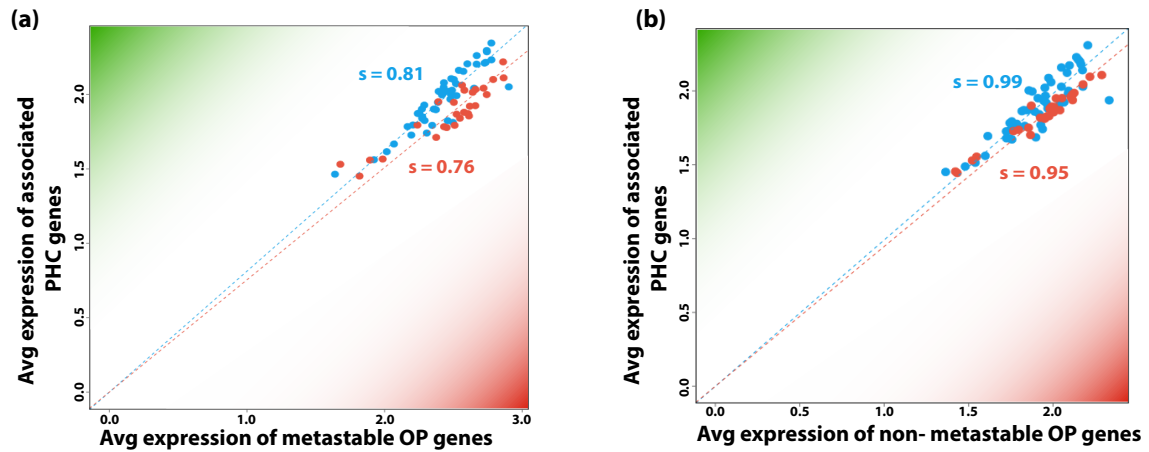 (a)
Avg expression of associated
PHC genes
2.0
1.5
1.0
0.5
0.0
s = 0.81
s = 0.76
0.0 1.0 2.0 3.0
Avg expression of metastable OP genes
(b)
Avg expression of associated
PHC genes
2.0
1.5
1.0
0.5
0.0
s = 0.99
s = 0.95
0.0 0.5 1.0 1.5 2.0
Avg expression of non- metastable OP genes